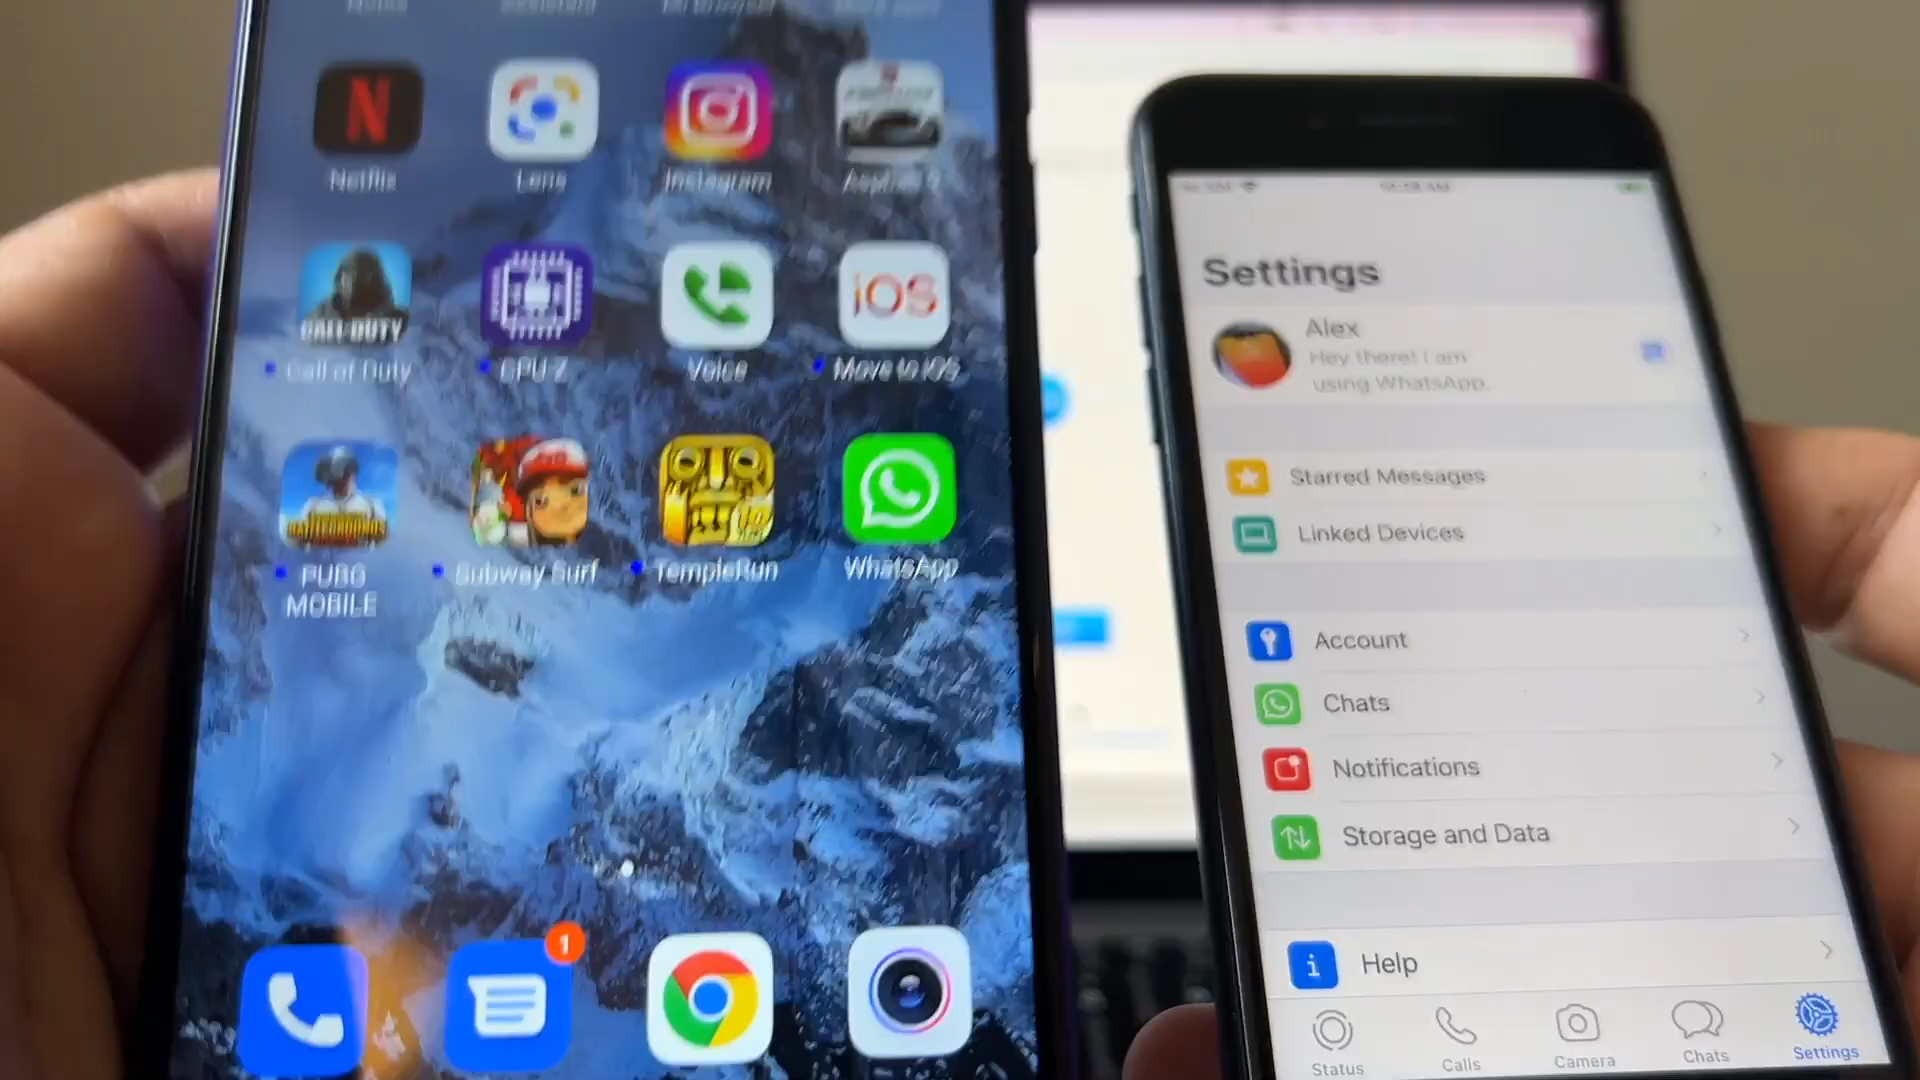 Netflix
Lens
Instagram
CALL·DUTY
iOS
Call of Duty
CPU-Z
Voice
Move to iOS
PUBG
MOBILE
Subway Surf
TempleRun
WhatsApp
1
Settings
Alex
Hey there! I am
using WhatsApp.
Starred Messages
Linked Devices
Account
Chats
Notifications
Storage and Data
Help
Status
Calls
Camera
Chats
Settings